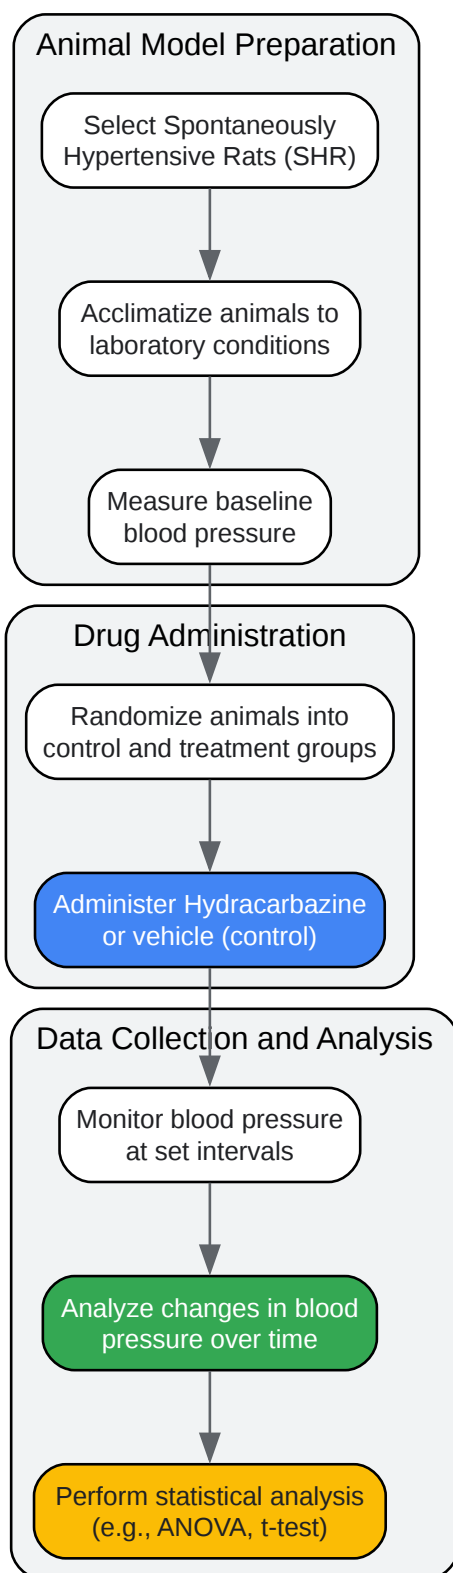 Animal Model Preparation
Select Spontaneously
Hypertensive Rats (SHR)
Acclimatize animals to
laboratory conditions
Measure baseline
blood pressure
Drug Administration
Randomize animals into
control and treatment groups
Administer Hydracarbazine
or vehicle (control)
Data Collection and Analysis
Monitor blood pressure
at set intervals
Analyze changes in blood
pressure over time
Perform statistical analysis
(e.g., ANOVA, t-test)